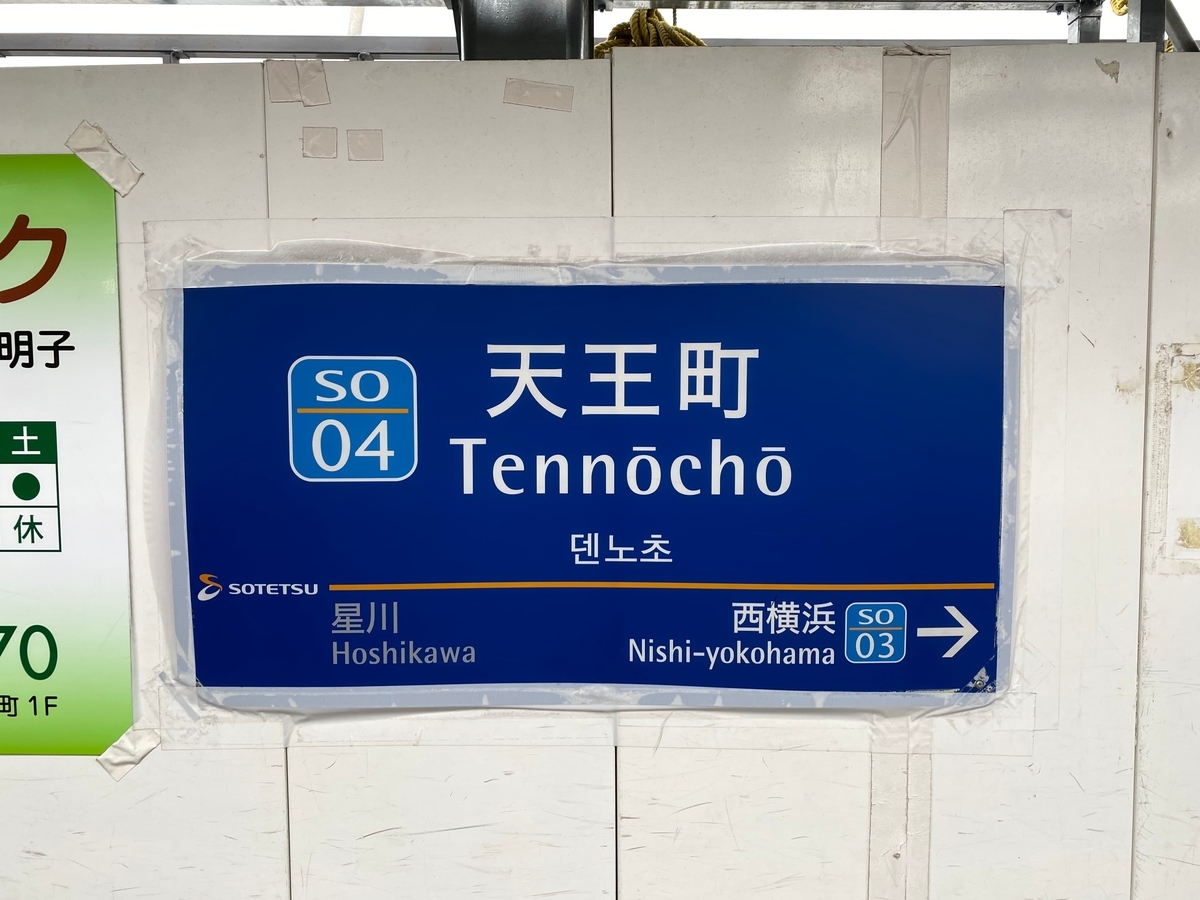 ク
明子
土
●
休
70
町 1F
SO
04
天王町
Tennōchō
덴노초
SOTETSU
星川
Hoshikawa
西横浜
Nishi-yokohama
SO
03
→